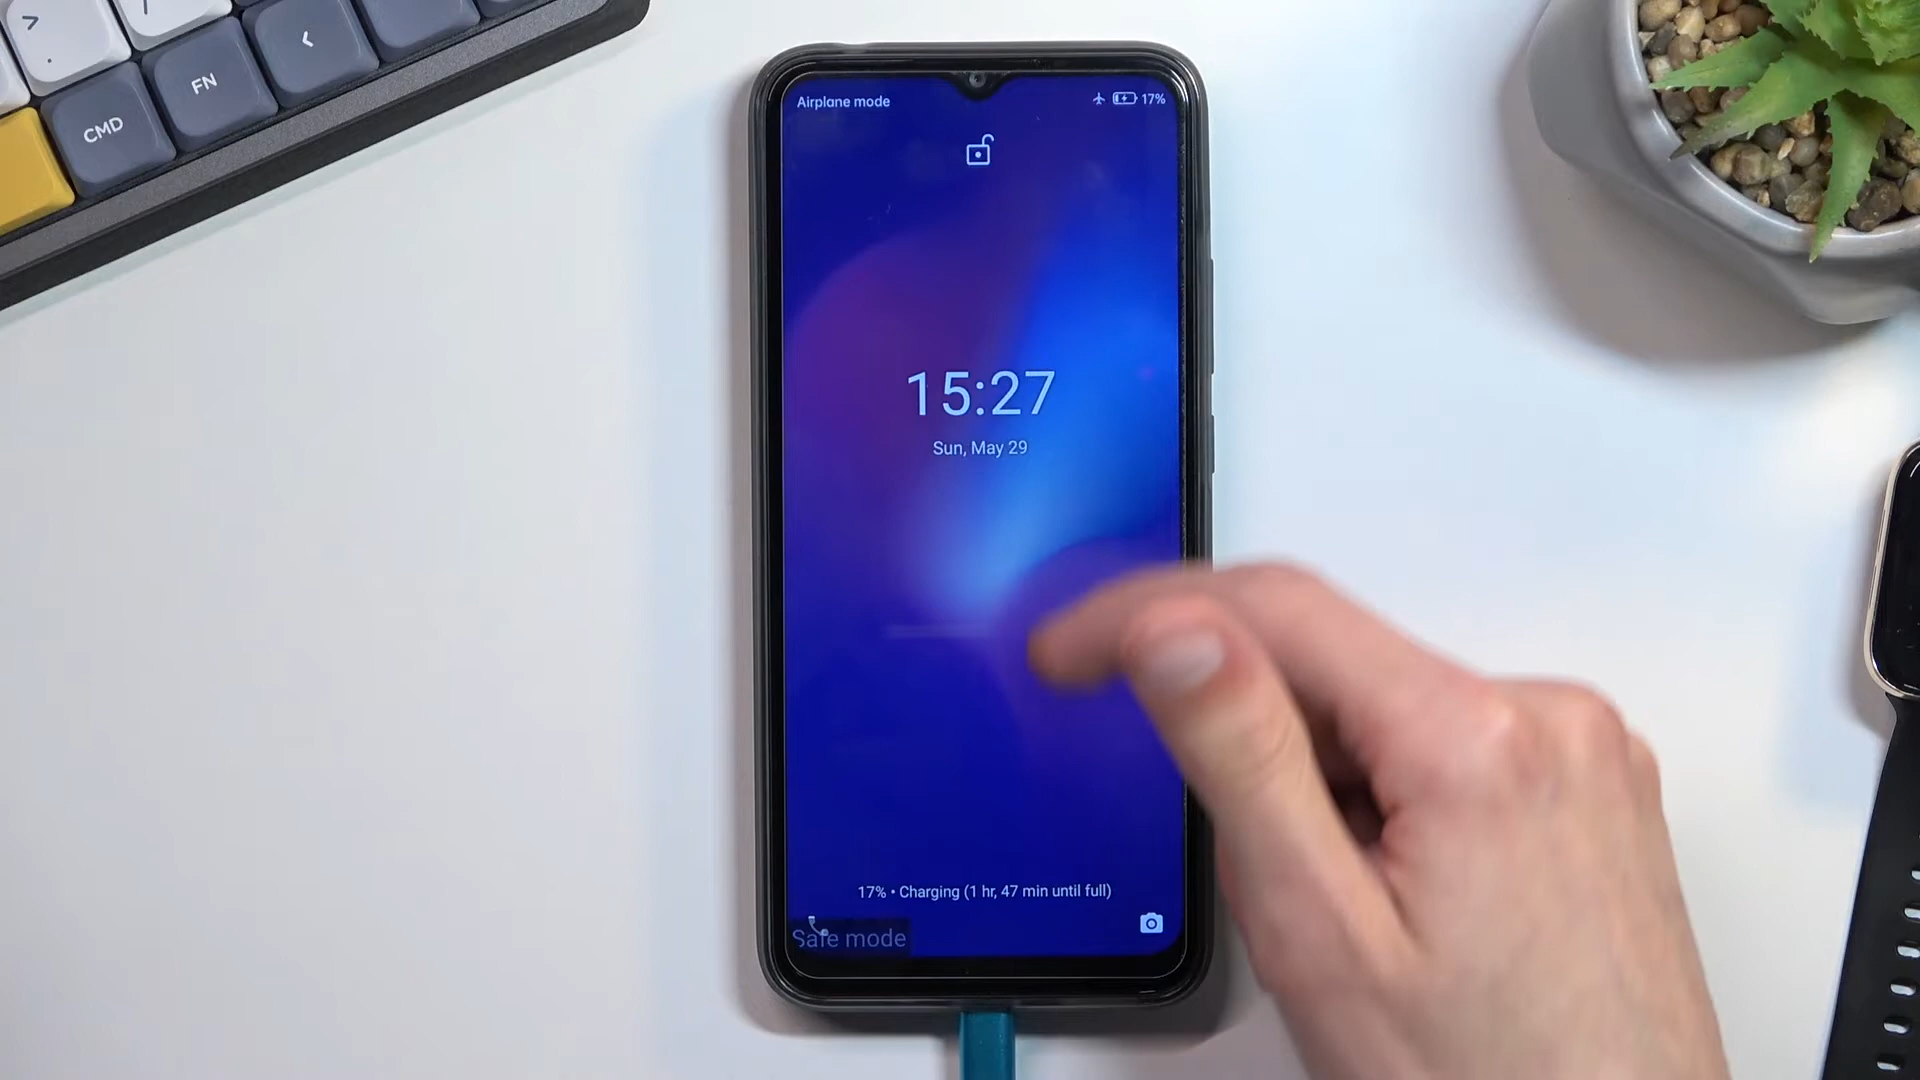 FN
CMD
Airplane mode 17%
15:27
Sun, May 29
17% • Charging (1 hr, 47 min until full)
Safe mode